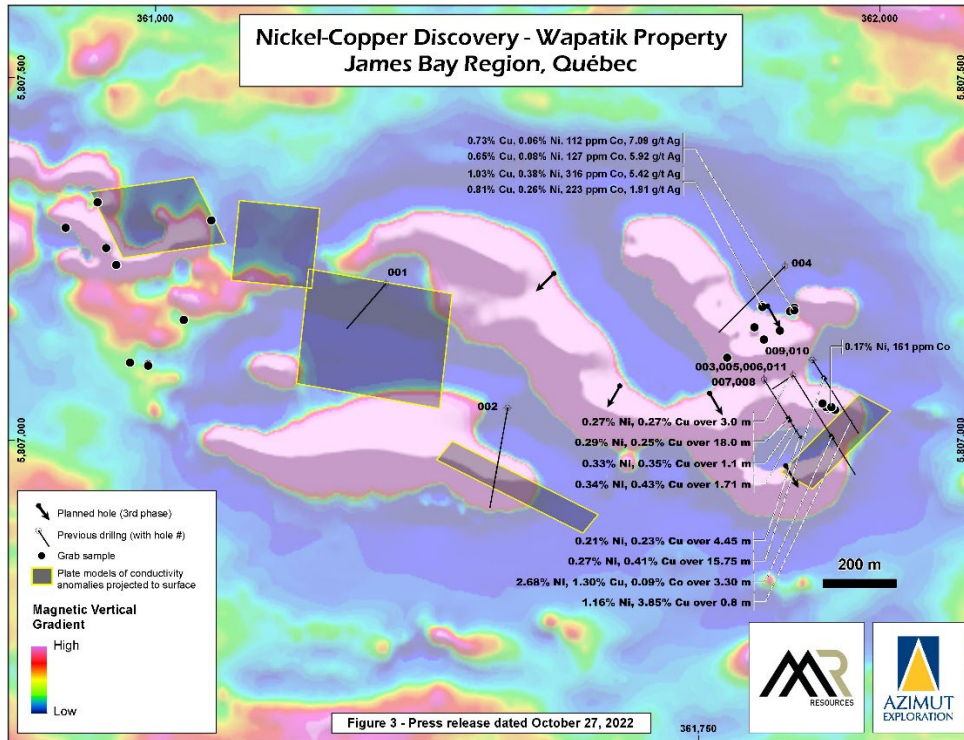 361,000
362,000
Nickel-Copper Discovery - Wapatik Property
James Bay Region, Québec
5,807,500
5,807,500
0.73% Cu, 0.06% Ni, 112 ppm Co, 7.09 g/t Ag
0.65% Cu, 0.08% Ni, 127 ppm Co, 5.92 g/t Ag
1.03% Cu, 0.38% Ni, 316 ppm Co, 5.42 g/t Ag
0.81% Cu, 0.26% Ni, 223 ppm Co, 1.91 g/t Ag
001
004
009,010
0.17% Ni, 161 ppm Co
003,005,006,011
007,008
002
0.27% Ni, 0.27% Cu over 3.0 m
0.29% Ni, 0.25% Cu over 18.0 m
0.33% Ni, 0.35% Cu over 1.1 m
0.34% Ni, 0.43% Cu over 1.71 m
5,807,000
5,807,000
0.21% Ni, 0.23% Cu over 4.45 m
0.27% Ni, 0.41% Cu over 15.75 m
2.68% Ni, 1.30% Cu, 0.09% Co over 3.30 m
1.16% Ni, 3.85% Cu over 0.8 m
200 m
Planned hole (3rd phase)
Previous drilling (with hole #)
Grab sample
Plate models of conductivity
anomalies projected to surface
Magnetic Vertical
Gradient
High
Low
RESOURCES
AZIMUT
EXPLORATION
Figure 3 - Press release dated October 27, 2022
361,750